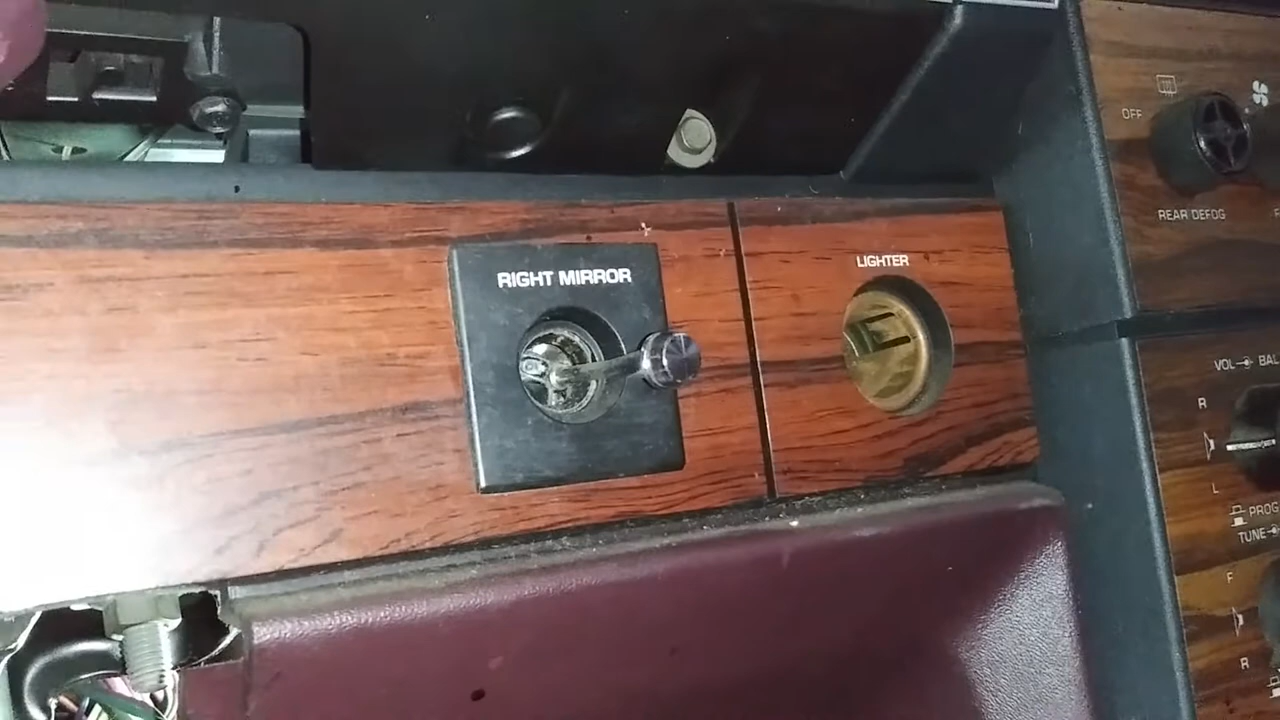 OFF
REAR DEFOG
RIGHT MIRROR
LIGHTER
VOL
BAL
R
L
PROG
TUNE
F
R